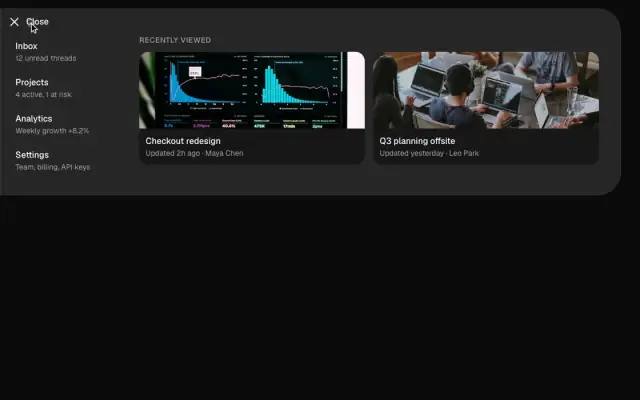 Close
Inbox
12 unread threads
Projects
4 active, 1 at risk
Analytics
Weekly growth +8.2%
Settings
Team, billing, API keys
RECENTLY VIEWED
Checkout redesign
Updated 2h ago · Maya Chen
Q3 planning offsite
Updated yesterday · Leo Park